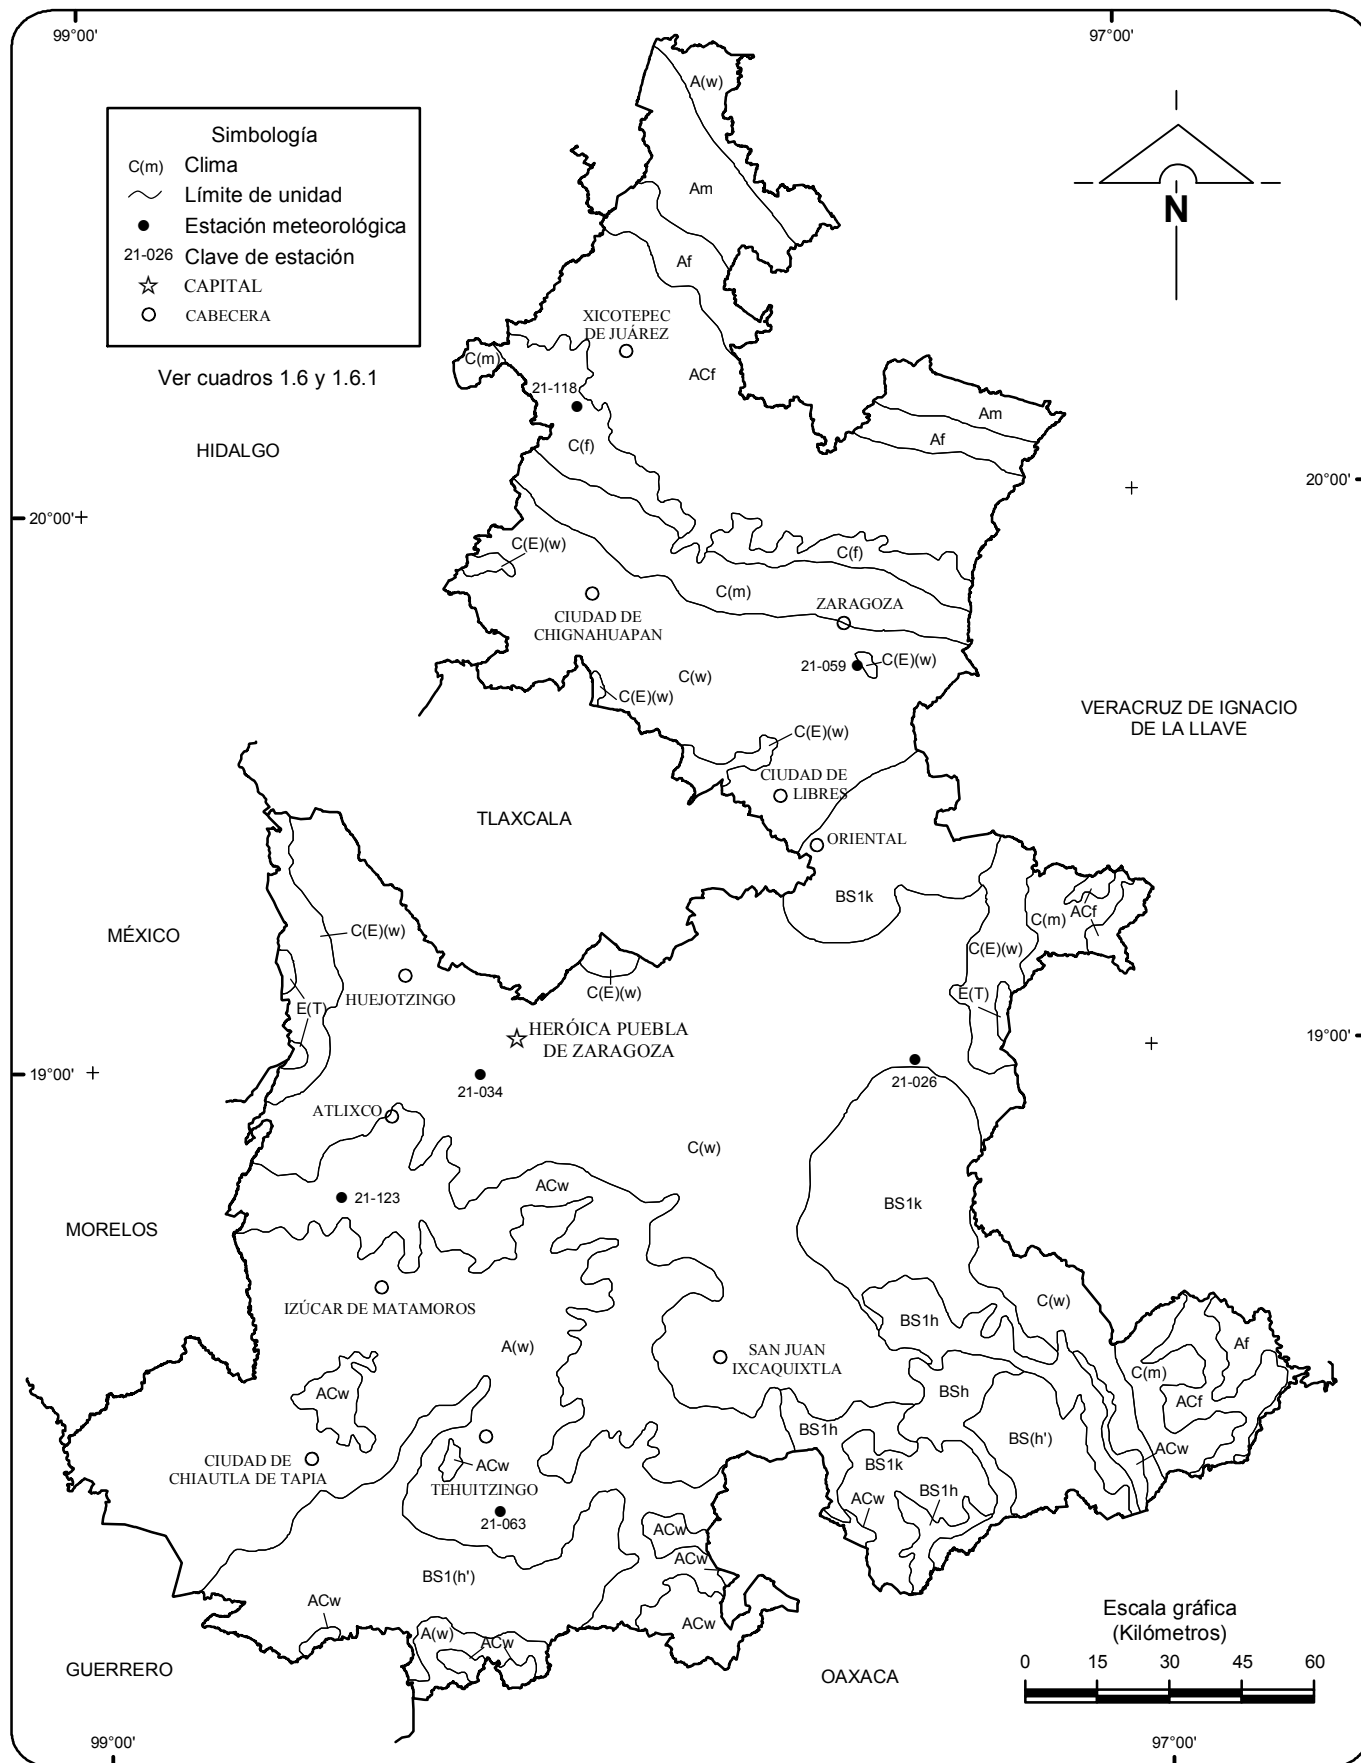 99°00'
97°00'
Simbología
C(m) Clima
Límite de unidad
Estación meteorológica
21-026 Clave de estación
CAPITAL
CABECERA
Ver cuadros 1.6 y 1.6.1
N
A(w)
Am
Af
XICOTEPEC
DE JUÁREZ
C(m)
ACf
21-118
Am
Af
HIDALGO
C(f)
20°00'
20°00'
C(E)(w)
C(f)
C(m)
ZARAGOZA
CIUDAD DE
CHIGNAHUAPAN
21-059
C(E)(w)
C(w)
C(E)(w)
VERACRUZ DE IGNACIO
DE LA LLAVE
C(E)(w)
CIUDAD DE
LIBRES
TLAXCALA
ORIENTAL
BS1k
C(m)
ACf
MÉXICO
C(E)(w)
C(E)(w)
HUEJOTZINGO
C(E)(w)
E(T)
E(T)
HERÓICA PUEBLA
DE ZARAGOZA
19°00'
19°00'
21-034
21-026
ATLIXCO
C(w)
ACw
21-123
BS1k
MORELOS
IZÚCAR DE MATAMOROS
C(w)
BS1h
A(w)
SAN JUAN
IXCAQUIXTLA
Af
C(m)
ACw
BSh
ACf
BS1h
BS(h')
CIUDAD DE
CHIAUTLA DE TAPIA
ACw
ACw
BS1k
TEHUITZINGO
BS1h
ACw
21-063
ACw
ACw
BS1(h')
ACw
ACw
A(w)
ACw
GUERRERO
OAXACA
Escala gráfica
(Kilómetros)
0 15 30 45 60
99°00'
97°00'